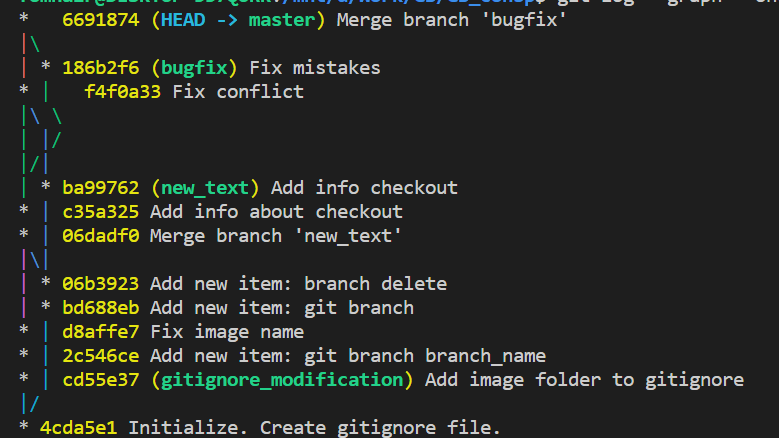 * 6691874 (HEAD -> master) Merge branch 'bugfix'
|\
| * 186b2f6 (bugfix) Fix mistakes
* | f4f0a33 Fix conflict
|\ \
| |/
|/|
| * ba99762 (new_text) Add info checkout
* | c35a325 Add info about checkout
* | 06dadf0 Merge branch 'new_text'
|\|
| * 06b3923 Add new item: branch delete
| * bd688eb Add new item: git branch
* | d8affe7 Fix image name
* | 2c546ce Add new item: git branch branch_name
* | cd55e37 (gitignore_modification) Add image folder to gitignore
|/
* 4cda5e1 Initialize. Create gitignore file.